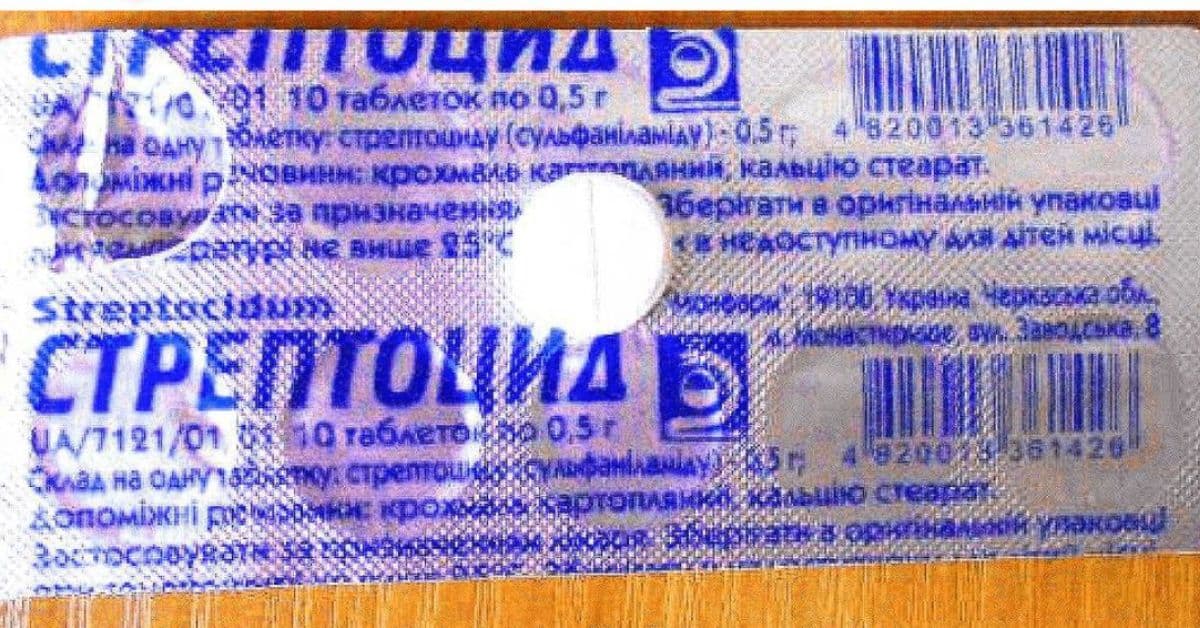 СТРЕПТОЦИД
UA/7121/01 01 10 таблеток по 0,5 г
4 820013 361426
Склад на одну таблетку: стрептоциду (сульфаніламіду) - 0,5 г;
Допоміжні речовини: крохмаль картопляний, кальцію стеарат.
Застосовувати за призначенням Зберігати в оригінальній упаковці
при температурі не вище 25°C в недоступному для дітей місці.
Streptocidum
"Монфарм" 19100, Україна, Черкаська обл.,
м. Монастирище, вул. Заводська, 8
СТРЕПТОЦИД
UA/7121/01 01 10 таблеток по 0,5 г
4 820013 361426
Склад на одну таблетку: стрептоциду (сульфаніламіду) - 0,5 г;
Допоміжні речовини: крохмаль картопляний, кальцію стеарат.
Застосовувати за призначенням лікаря. Зберігати в оригінальній упаковці